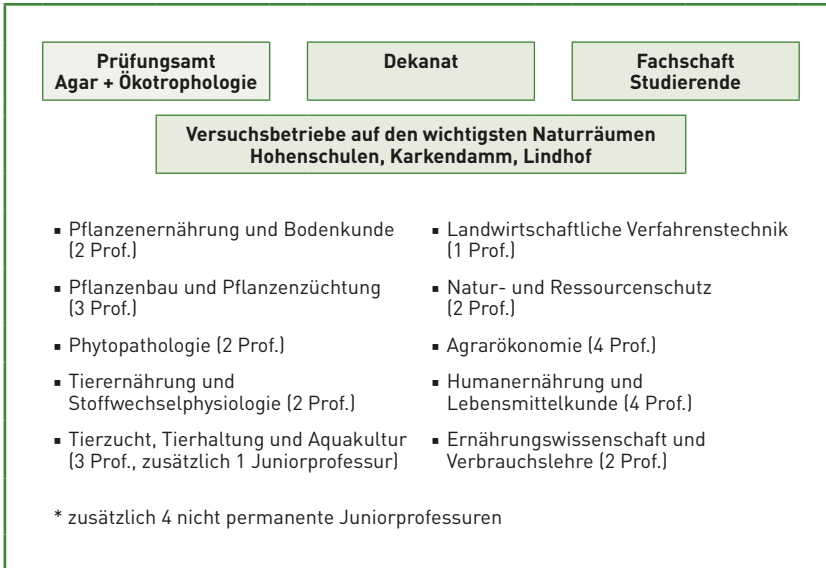 Prüfungsamt
Agar + Ökotrophologie
Dekanat
Fachschaft
Studierende
Versuchsbetriebe auf den wichtigsten Naturräumen
Hohenschulen, Karkendamm, Lindhof
▪ Pflanzenernährung und Bodenkunde
(2 Prof.)
▪ Pflanzenbau und Pflanzenzüchtung
(3 Prof.)
▪ Phytopathologie (2 Prof.)
▪ Tierernährung und
Stoffwechselphysiologie (2 Prof.)
▪ Tierzucht, Tierhaltung und Aquakultur
(3 Prof., zusätzlich 1 Juniorprofessur)
▪ Landwirtschaftliche Verfahrenstechnik
(1 Prof.)
▪ Natur- und Ressourcenschutz
(2 Prof.)
▪ Agrarökonomie (4 Prof.)
▪ Humanernährung und
Lebensmittelkunde (4 Prof.)
▪ Ernährungswissenschaft und
Verbrauchslehre (2 Prof.)
* zusätzlich 4 nicht permanente Juniorprofessuren